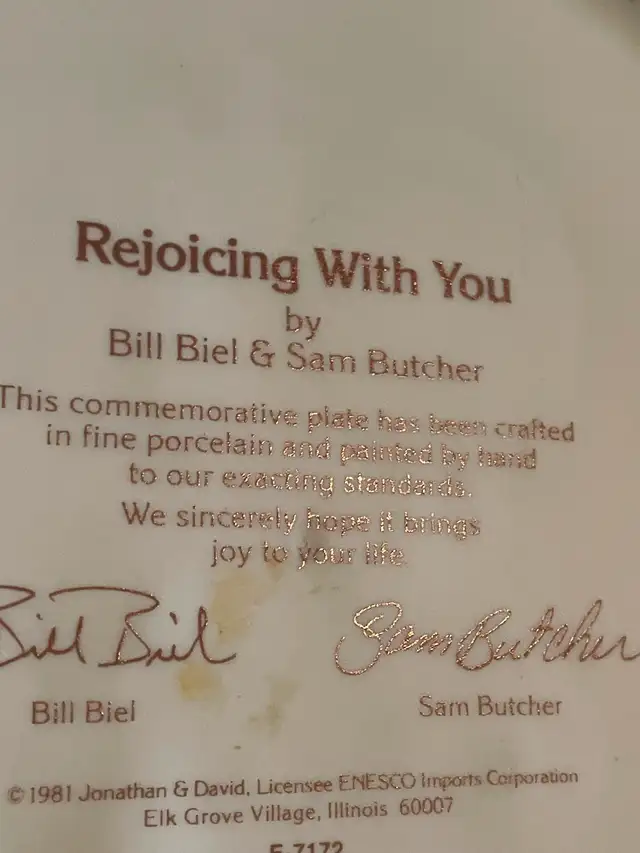 Rejoicing With You
by
Bill Biel & Sam Butcher
This commemorative plate has been crafted
in fine porcelain and painted by hand
to our exacting standards.
We sincerely hope it brings
joy to your life.
Bill Biel Sam Butcher
Bill Biel Sam Butcher
© 1981 Jonathan & David, Licensee ENESCO Imports Corporation
Elk Grove Village, Illinois 60007
E-7172